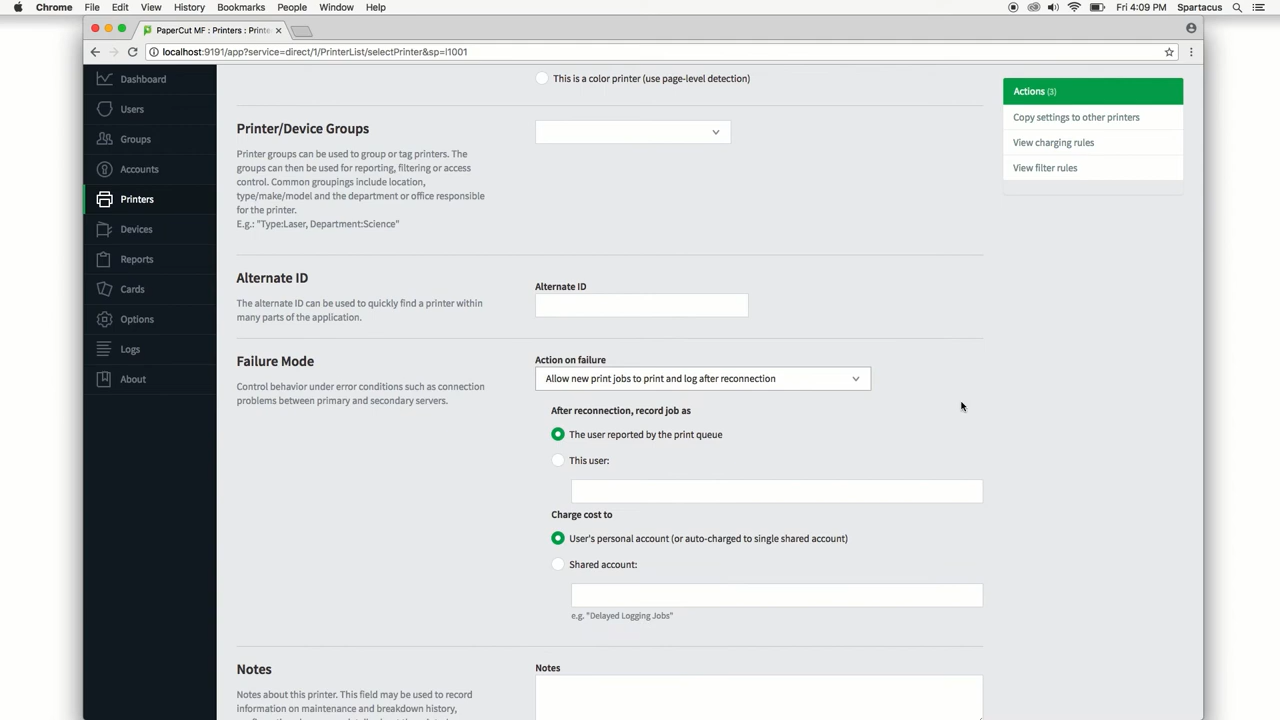 Chrome File Edit View History Bookmarks People Window Help Fri 4:09 PM Spartacus
PaperCut MF : Printers : Printe
localhost:9191/app?service=direct/1/PrinterList/selectPrinter&sp=l1001
Dashboard
Users
Groups
Accounts
Printers
Devices
Reports
Cards
Options
Logs
About
This is a color printer (use page-level detection)
Printer/Device Groups
Printer groups can be used to group or tag printers. The
groups can then be used for reporting, filtering or access
control. Common groupings include location,
type/make/model and the department or office responsible
for the printer.
E.g.: "Type:Laser, Department:Science"
Alternate ID
The alternate ID can be used to quickly find a printer within
many parts of the application.
Alternate ID
Failure Mode
Control behavior under error conditions such as connection
problems between primary and secondary servers.
Action on failure
Allow new print jobs to print and log after reconnection
After reconnection, record job as
The user reported by the print queue
This user:
Charge cost to
User's personal account (or auto-charged to single shared account)
Shared account:
e.g. "Delayed Logging Jobs"
Notes
Notes about this printer. This field may be used to record
information on maintenance and breakdown history,
Notes
Actions (3)
Copy settings to other printers
View charging rules
View filter rules